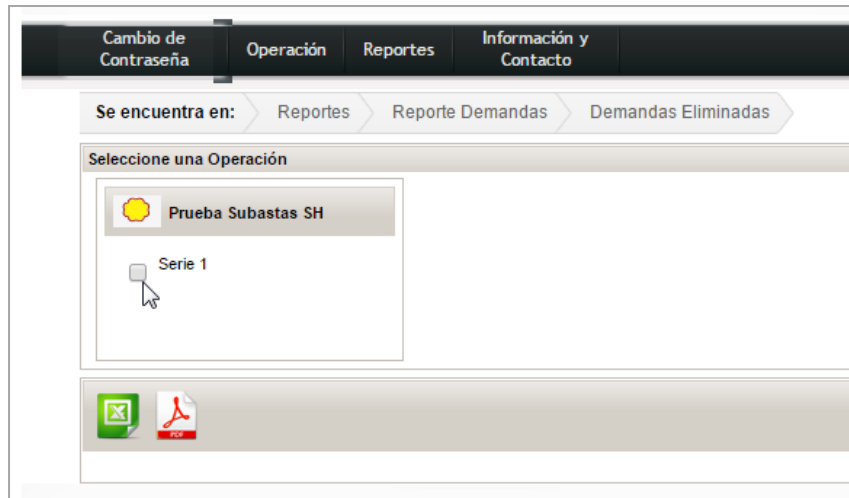 Cambio de
Contraseña
Operación
Reportes
Información y
Contacto
Se encuentra en: Reportes Reporte Demandas Demandas Eliminadas
Seleccione una Operación
Prueba Subastas SH
Serie 1
PDF